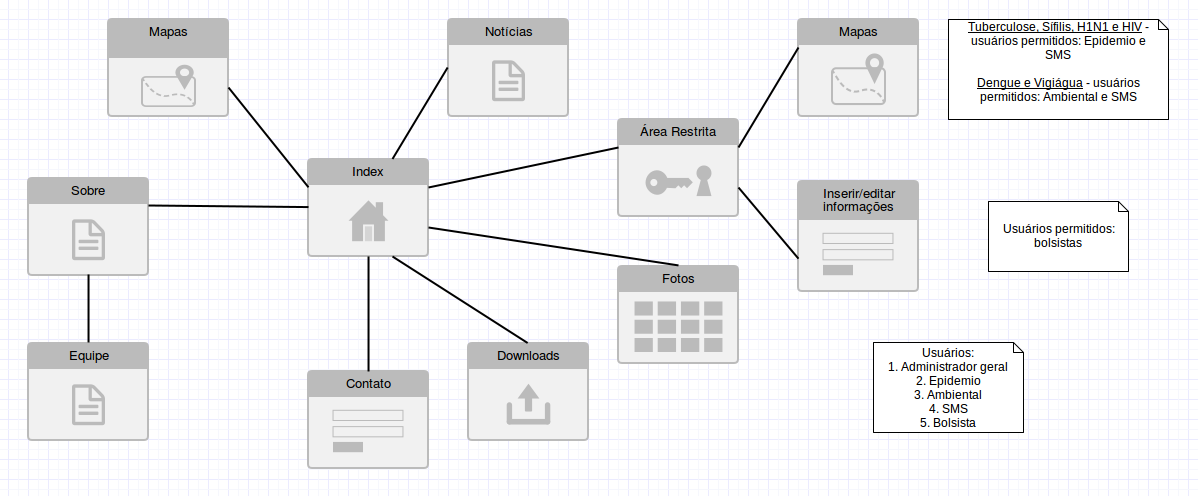 Mapas
Notícias
Mapas
Tuberculose, Sífilis, H1N1 e HIV -
usuários permitidos: Epidemio e
SMS
Dengue e Vigiágua - usuários
permitidos: Ambiental e SMS
Área Restrita
Index
Sobre
Inserir/editar
informações
Usuários permitidos:
bolsistas
Fotos
Equipe
Contato
Downloads
Usuários:
1. Administrador geral
2. Epidemio
3. Ambiental
4. SMS
5. Bolsista